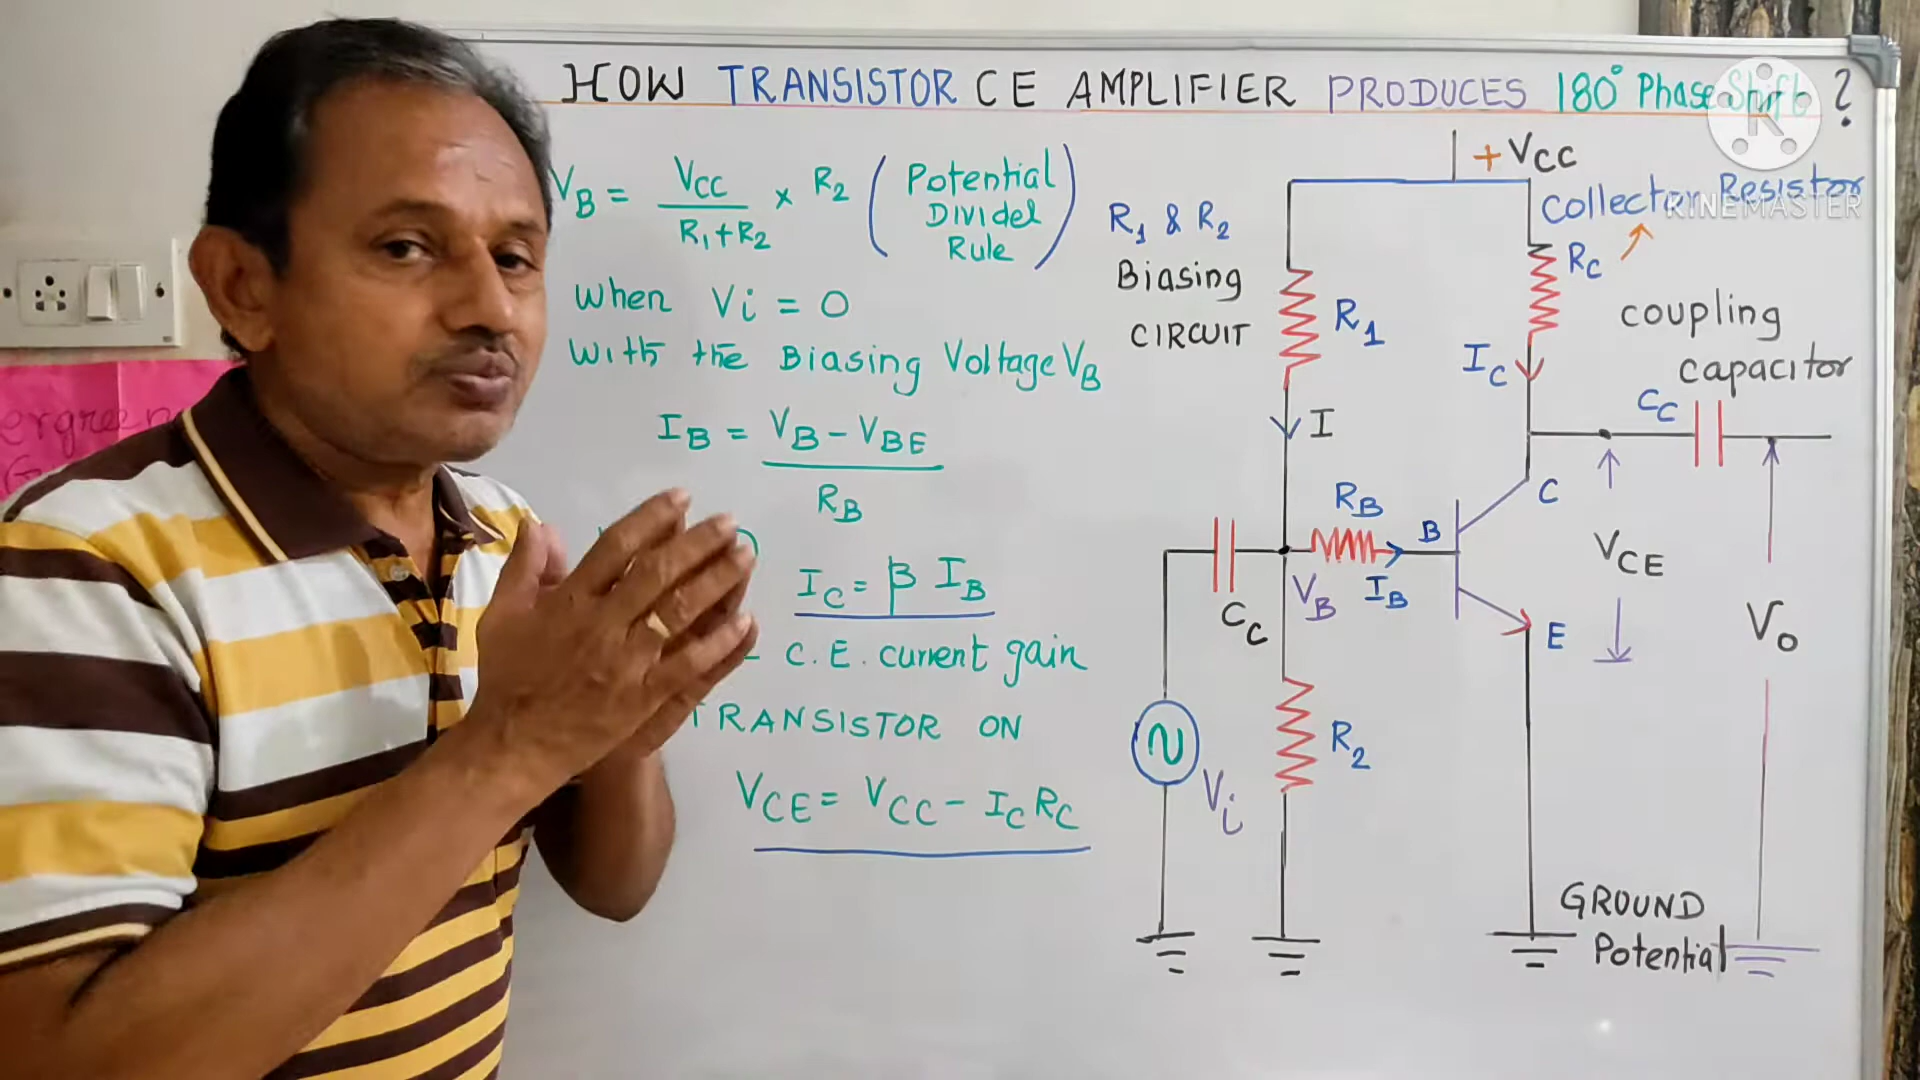 HOW TRANSISTOR CE AMPLIFIER PRODUCES 180° Phase Shift ?
VB = VCC / R1+R2 × R2 ( Potential Dividel Rule )
when Vi = 0
With the Biasing Voltage VB
IB = VB - VBE / RB
IC = β IB
C.E. current gain
TRANSISTOR ON
VCE = VCC - IC RC
R1 & R2
Biasing
CIRCUIT
+VCC
Collector Resistor
RC
R1
IC
coupling
capacitor
CC
I
RB
B
C
VCE
VB
IB
CC
E
Vo
R2
Vi
GROUND
Potential
K
KINEMASTER
ergreen